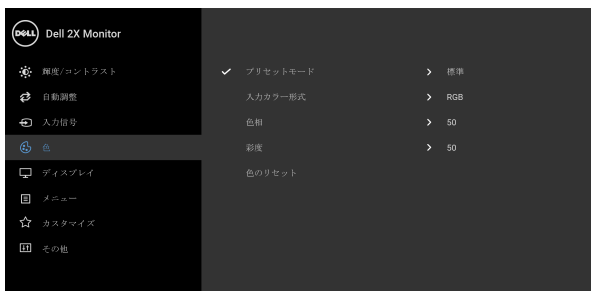 DELL Dell 2X Monitor
輝度/コントラスト
自動調整
入力信号
色
ディスプレイ
メニュー
カスタマイズ
その他
プリセットモード 標準
入力カラー形式 RGB
色相 50
彩度 50
色のリセット